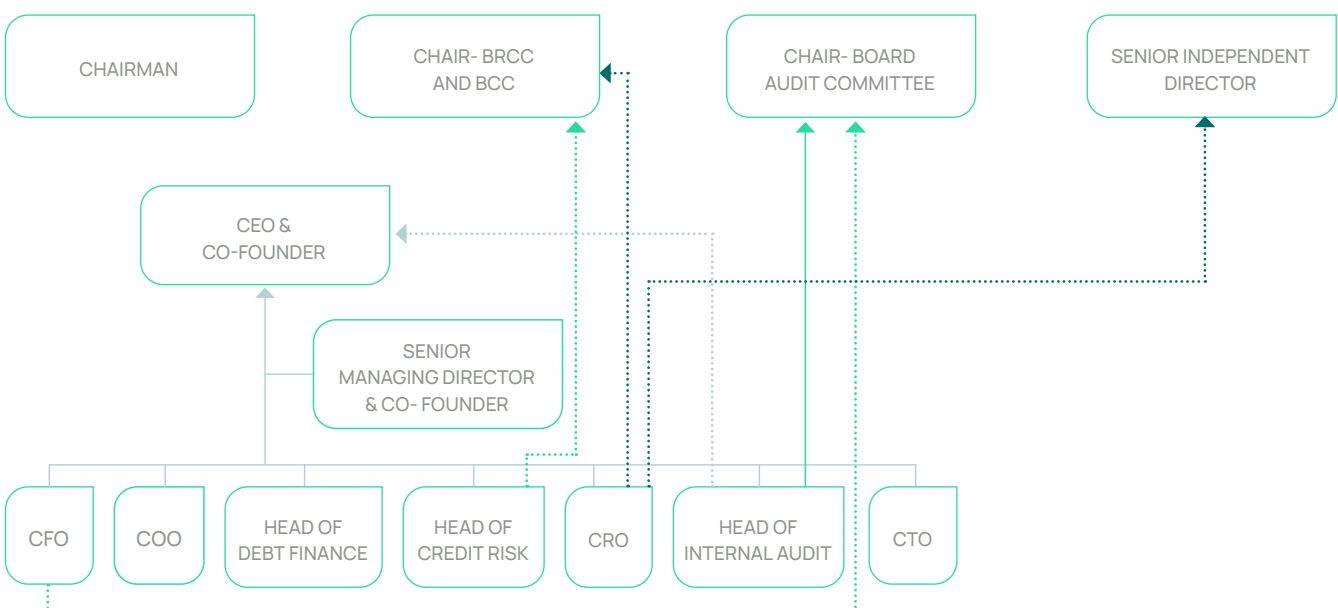 CHAIRMAN
CHAIR- BRCC
AND BCC
CHAIR- BOARD
AUDIT COMMITTEE
SENIOR INDEPENDENT
DIRECTOR
CEO &
CO-FOUNDER
SENIOR
MANAGING DIRECTOR
& CO- FOUNDER
CFO
COO
HEAD OF
DEBT FINANCE
HEAD OF
CREDIT RISK
CRO
HEAD OF
INTERNAL AUDIT
CTO